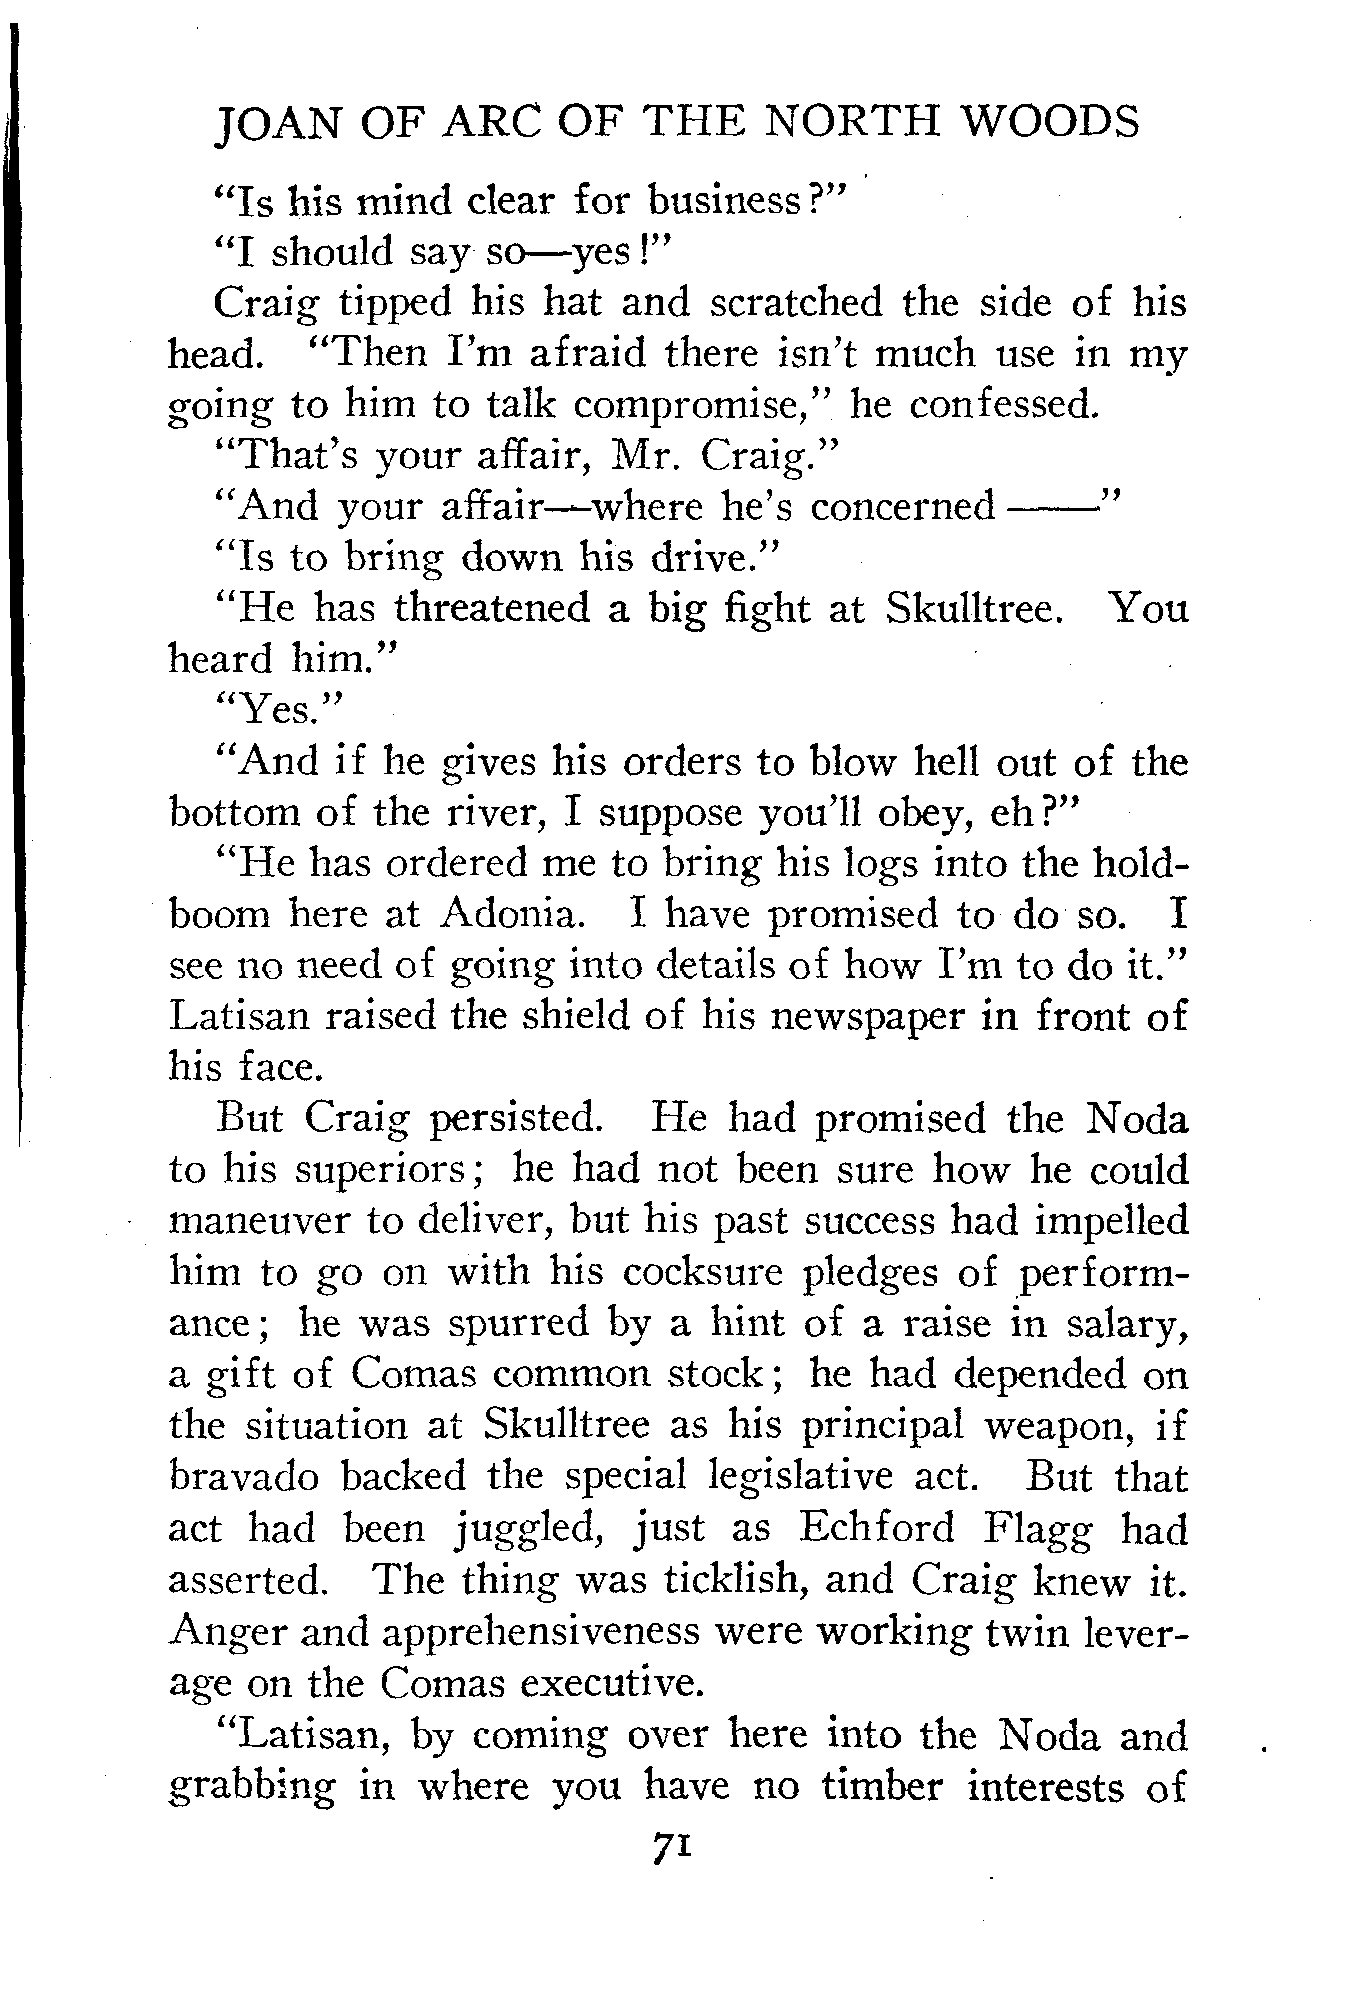 JOAN OF ARC OF THE NORTH WOODS
“Is his mind clear for business?”
“I should say so—yes!”
Craig tipped his hat and scratched the side of his
head. “Then I’m afraid there isn’t much use in my
going to him to talk compromise,” he confessed.
“That’s your affair, Mr. Craig.”
“And your affair—where he’s concerned ——”
“Is to bring down his drive.”
“He has threatened a big fight at Skulltree. You
heard him.”
“Yes.”
“And if he gives his orders to blow hell out of the
bottom of the river, I suppose you’ll obey, eh?”
“He has ordered me to bring his logs into the hold-
boom here at Adonia. I have promised to do so. I
see no need of going into details of how I’m to do it.”
Latisan raised the shield of his newspaper in front of
his face.
But Craig persisted. He had promised the Noda
to his superiors; he had not been sure how he could
maneuver to deliver, but his past success had impelled
him to go on with his cocksure pledges of perform-
ance; he was spurred by a hint of a raise in salary,
a gift of Comas common stock; he had depended on
the situation at Skulltree as his principal weapon, if
bravado backed the special legislative act. But that
act had been juggled, just as Echford Flagg had
asserted. The thing was ticklish, and Craig knew it.
Anger and apprehensiveness were working twin lever-
age on the Comas executive.
“Latisan, by coming over here into the Noda and
grabbing in where you have no timber interests of
71